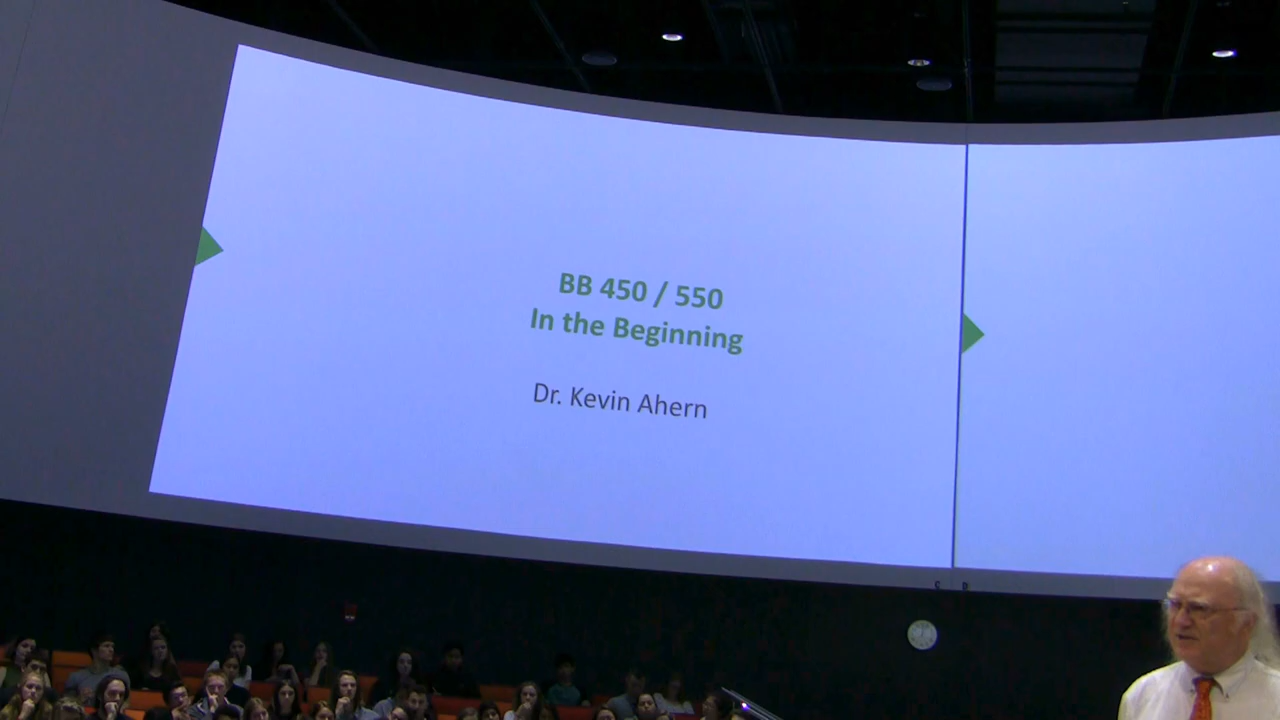 BB 450 / 550
In the Beginning
Dr. Kevin Ahern